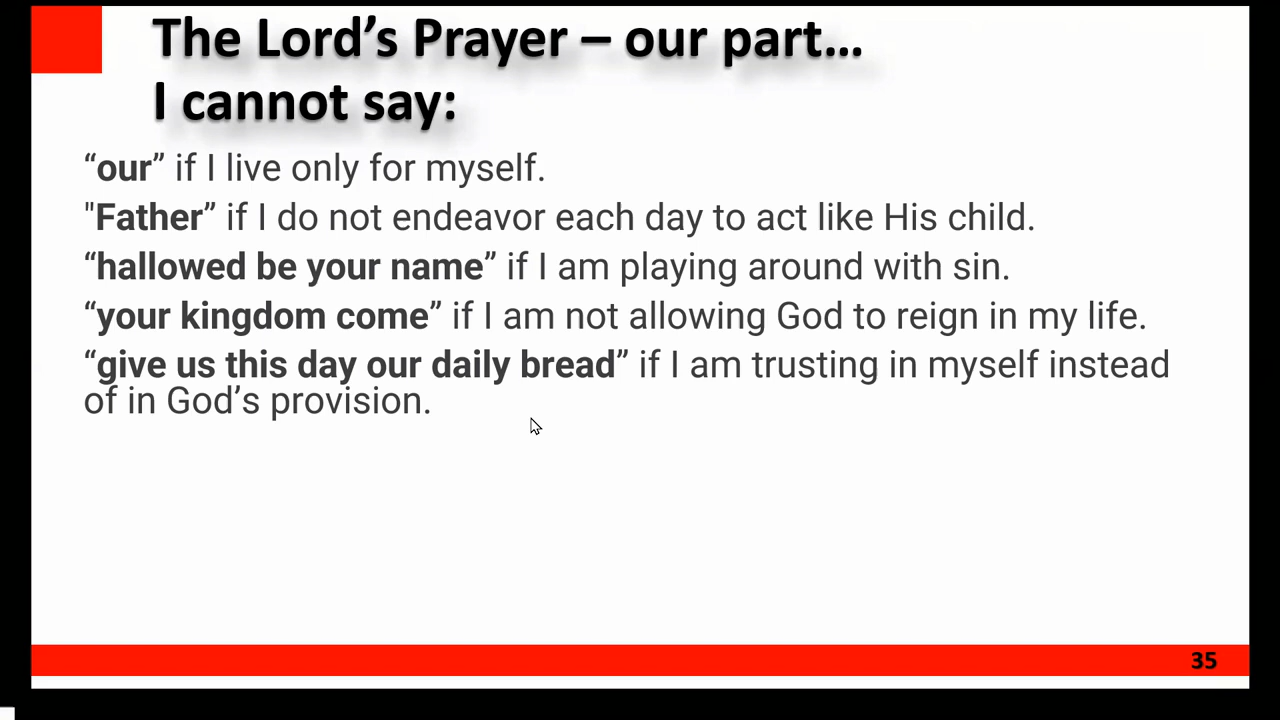 The Lord’s Prayer – our part...
I cannot say:
“our” if I live only for myself.
"Father” if I do not endeavor each day to act like His child.
“hallowed be your name” if I am playing around with sin.
“your kingdom come” if I am not allowing God to reign in my life.
“give us this day our daily bread” if I am trusting in myself instead
of in God’s provision.
35